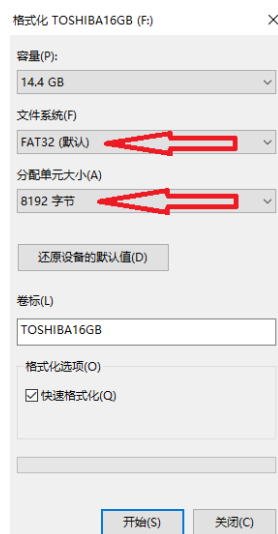 格式化 TOSHIBA16GB (F:)
容量(P):
14.4 GB
文件系统(F)
FAT32 (默认)
分配单元大小(A)
8192 字节
还原设备的默认值(D)
卷标(L)
TOSHIBA16GB
格式化选项(O)
快速格式化(Q)
开始(S) 关闭(C)